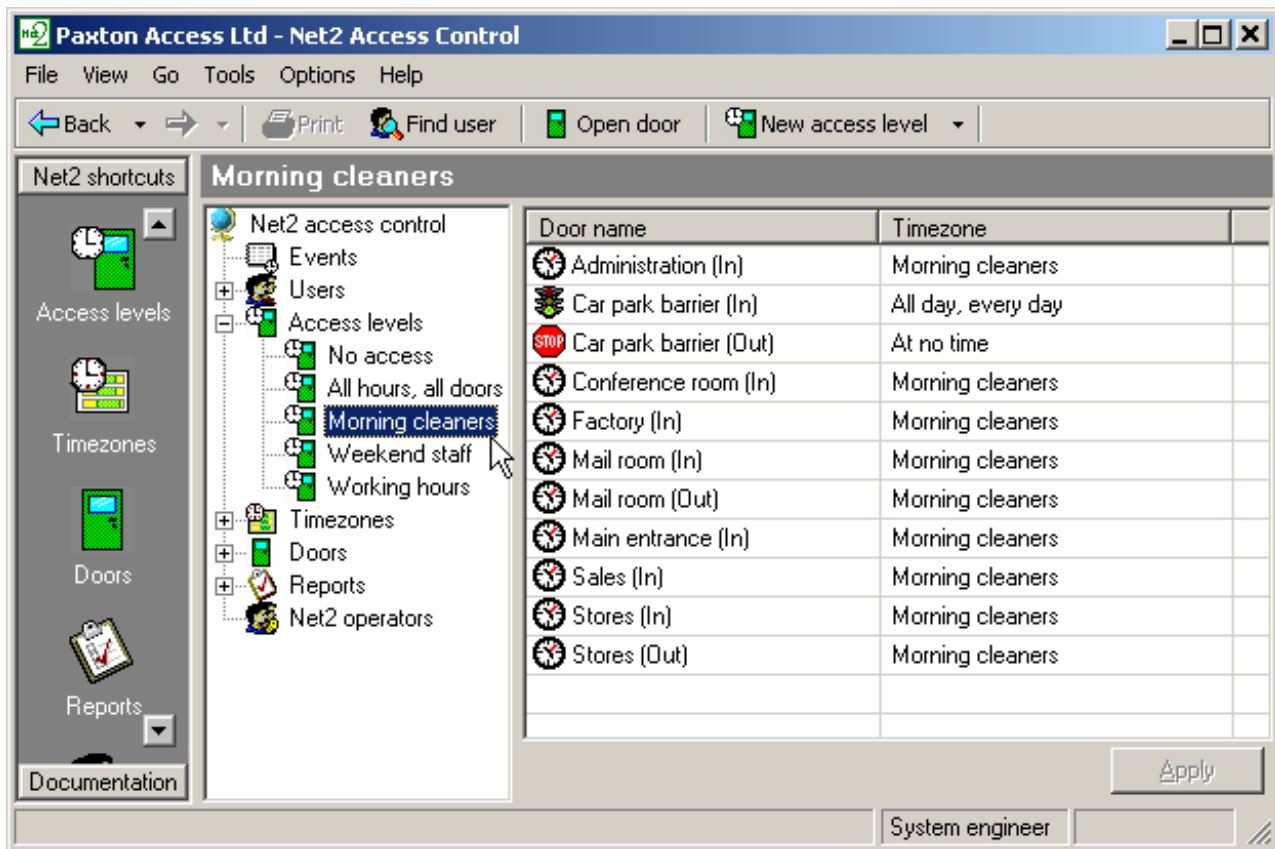 Paxton Access Ltd - Net2 Access Control
File View Go Tools Options Help
Back Print Find user Open door New access level
Net2 shortcuts
Access levels
Timezones
Doors
Reports
Documentation
Morning cleaners
Net2 access control
Events
Users
Access levels
No access
All hours, all doors
Morning cleaners
Weekend staff
Working hours
Timezones
Doors
Reports
Net2 operators
Door name Timezone
Administration (In) Morning cleaners
Car park barrier (In) All day, every day
STOP Car park barrier (Out) At no time
Conference room (In) Morning cleaners
Factory (In) Morning cleaners
Mail room (In) Morning cleaners
Mail room (Out) Morning cleaners
Main entrance (In) Morning cleaners
Sales (In) Morning cleaners
Stores (In) Morning cleaners
Stores (Out) Morning cleaners
Apply
System engineer